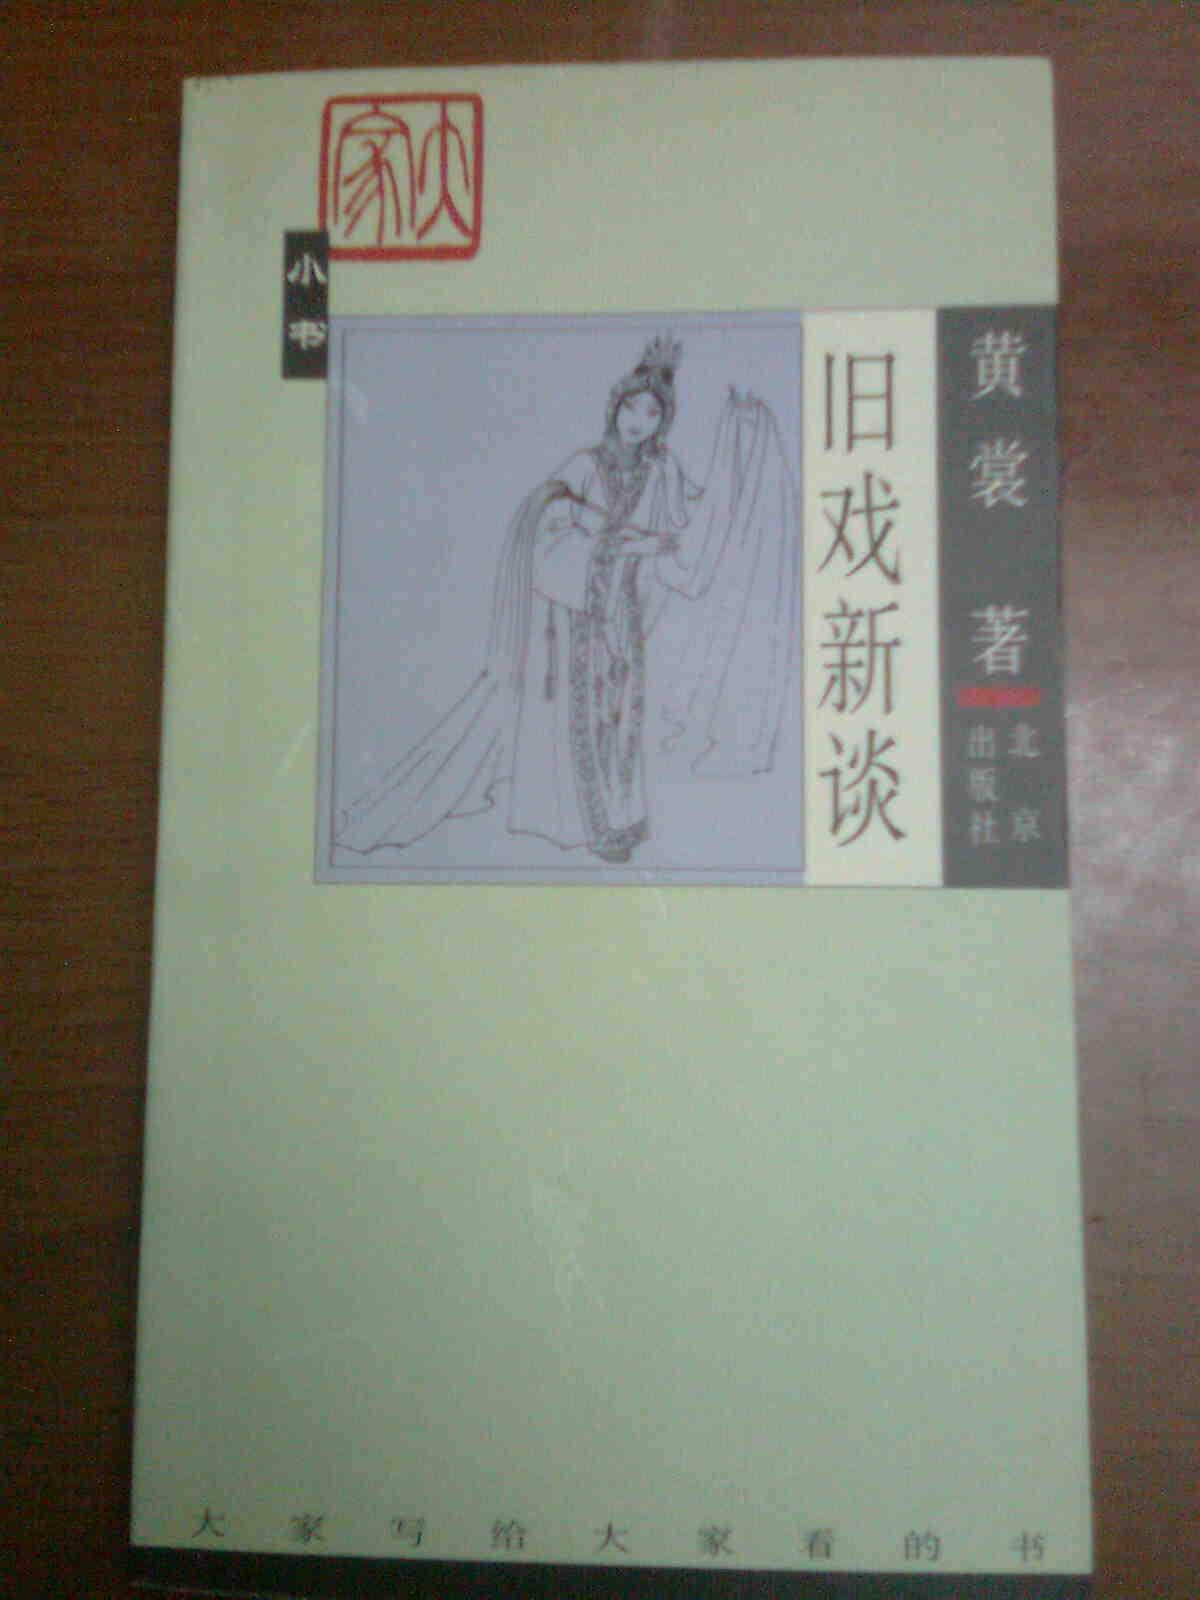 大家
小书
旧戏新谈
黄裳 著
北京
出版社
大家写给大家看的书